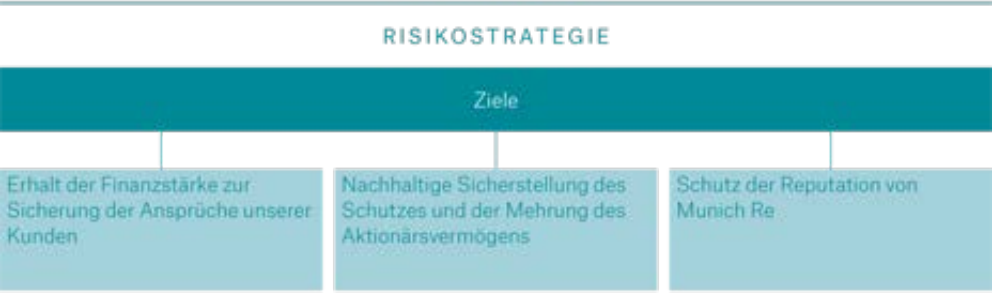 RISIKOSTRATEGIE
Ziele
Erhalt der Finanzstärke zur
Sicherung der Ansprüche unserer
Kunden
Nachhaltige Sicherstellung des
Schutzes und der Mehrung des
Aktionärsvermögens
Schutz der Reputation von
Munich Re